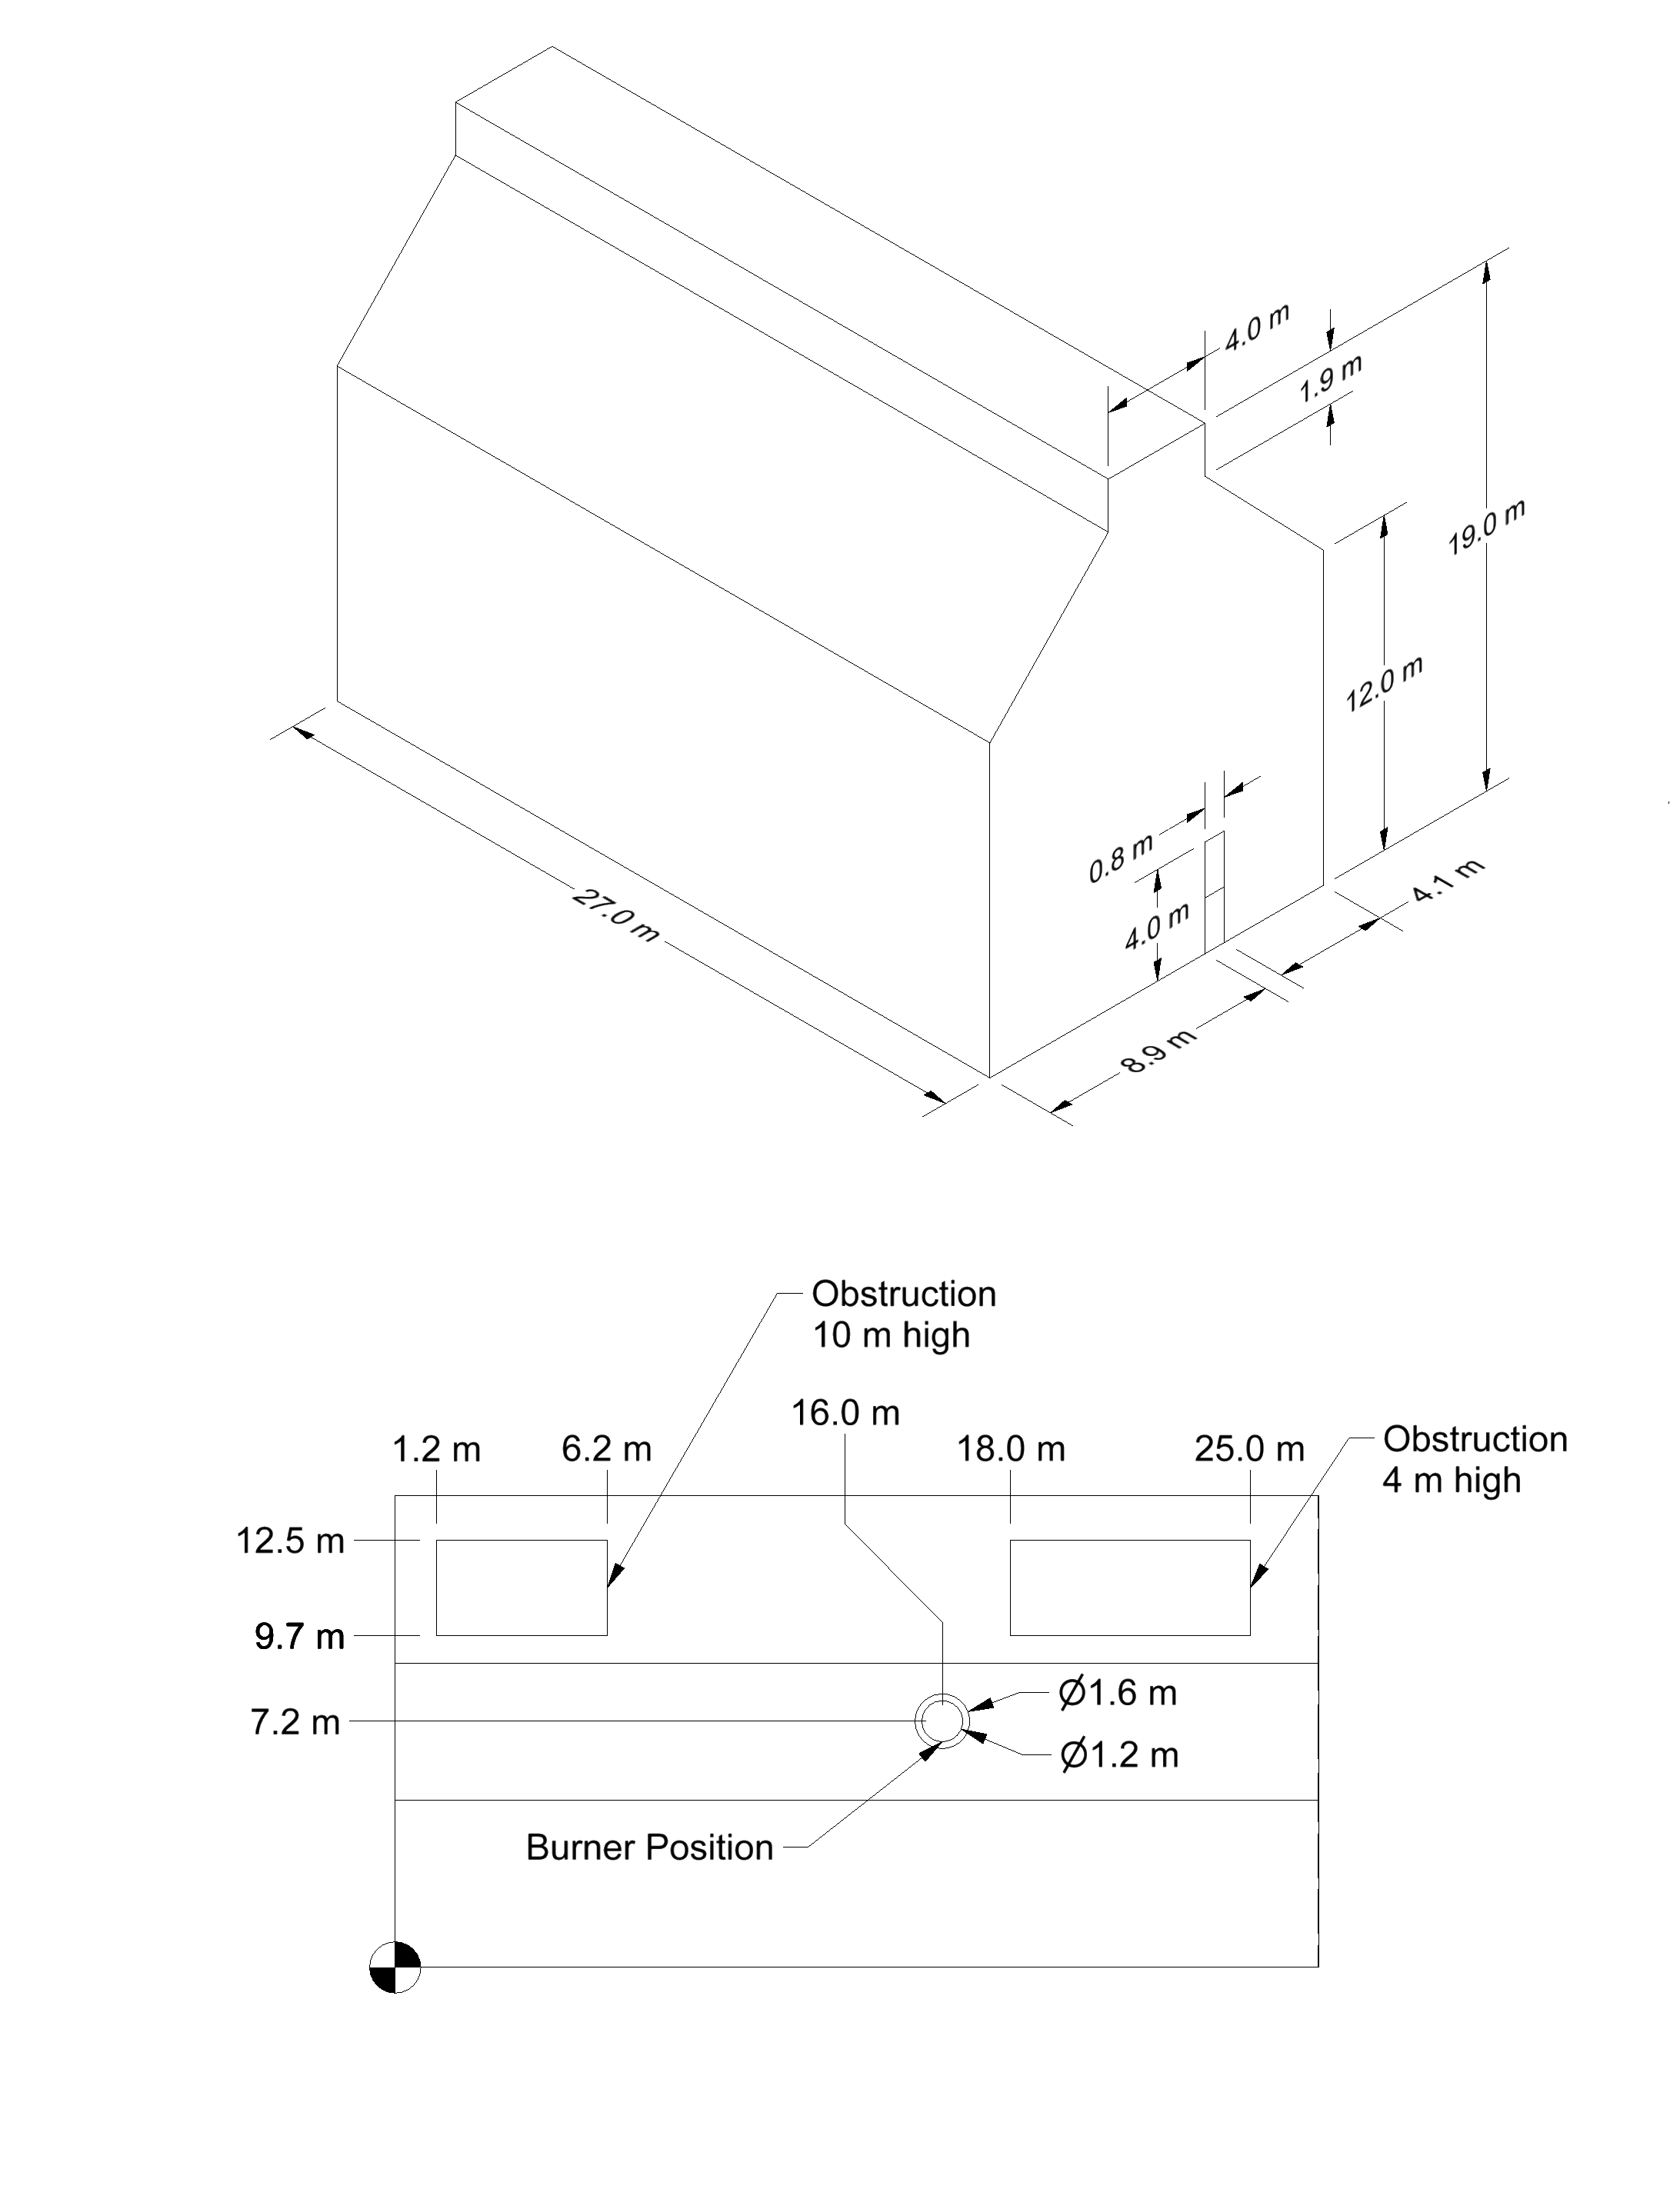 4.0 m
1.9 m
19.0 m
12.0 m
0.8 m
4.0 m
4.1 m
27.0 m
8.9 m
Obstruction
10 m high
16.0 m
1.2 m
6.2 m
18.0 m
25.0 m
Obstruction
4 m high
12.5 m
9.7 m
Ø1.6 m
7.2 m
Ø1.2 m
Burner Position